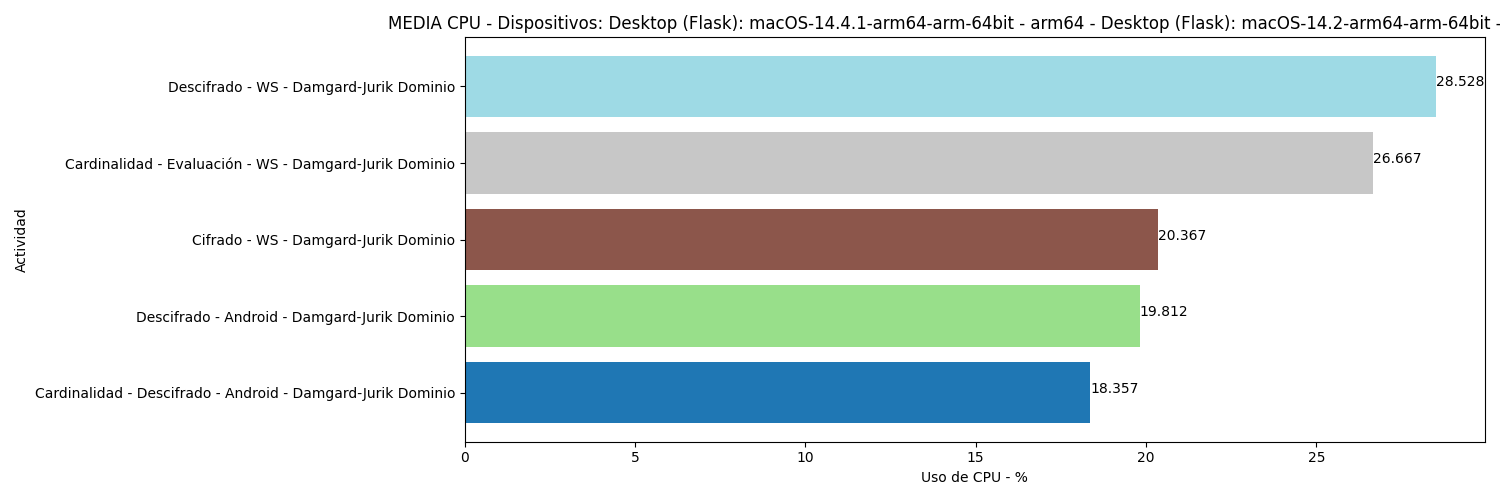 MEDIA CPU - Dispositivos: Desktop (Flask): macOS-14.4.1-arm64-arm-64bit - arm64 - Desktop (Flask): macOS-14.2-arm64-arm-64bit -
Descifrado - WS - Damgard-Jurik Dominio
28.528
Cardinalidad - Evaluación - WS - Damgard-Jurik Dominio
26.667
Cifrado - WS - Damgard-Jurik Dominio
20.367
Descifrado - Android - Damgard-Jurik Dominio
19.812
Cardinalidad - Descifrado - Android - Damgard-Jurik Dominio
18.357
Actividad
0 5 10 15 20 25
Uso de CPU - %